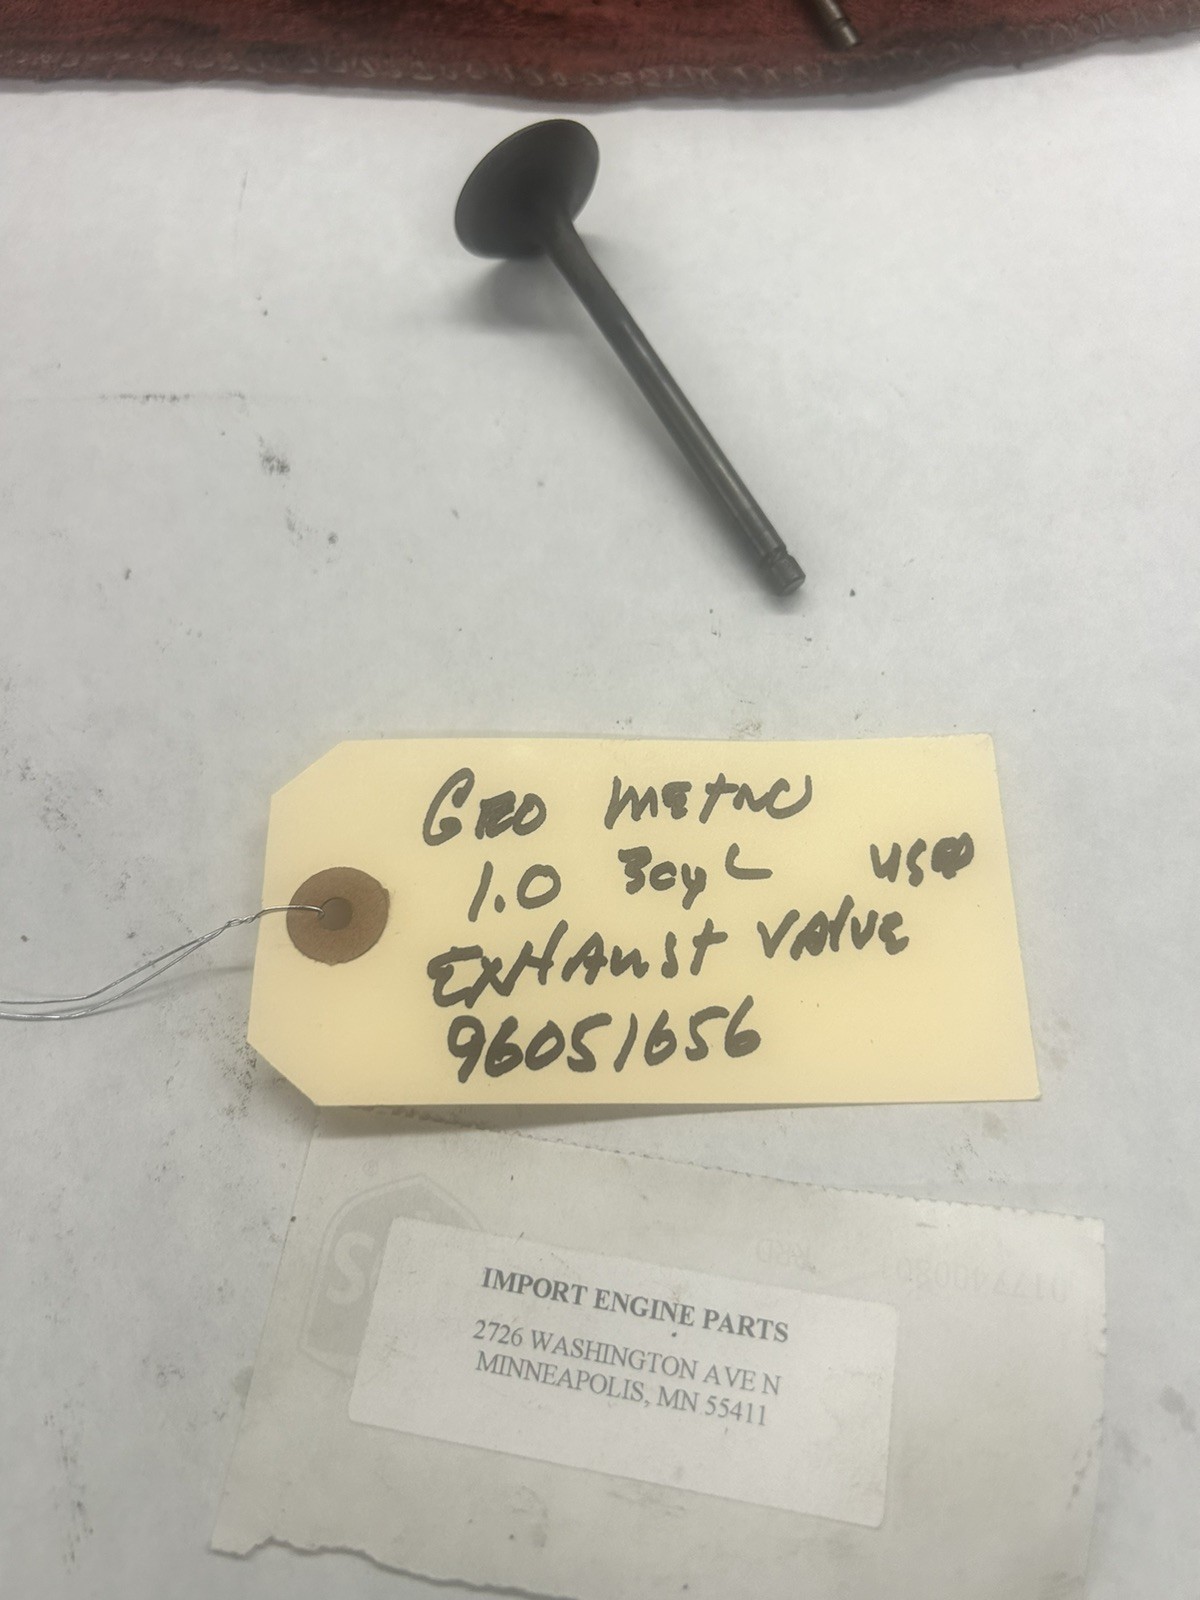 GEO METRO
1.0 3cyL USED
EXHAUST VALVE
96051656
IMPORT ENGINE PARTS
2726 WASHINGTON AVE N
MINNEAPOLIS, MN 55411